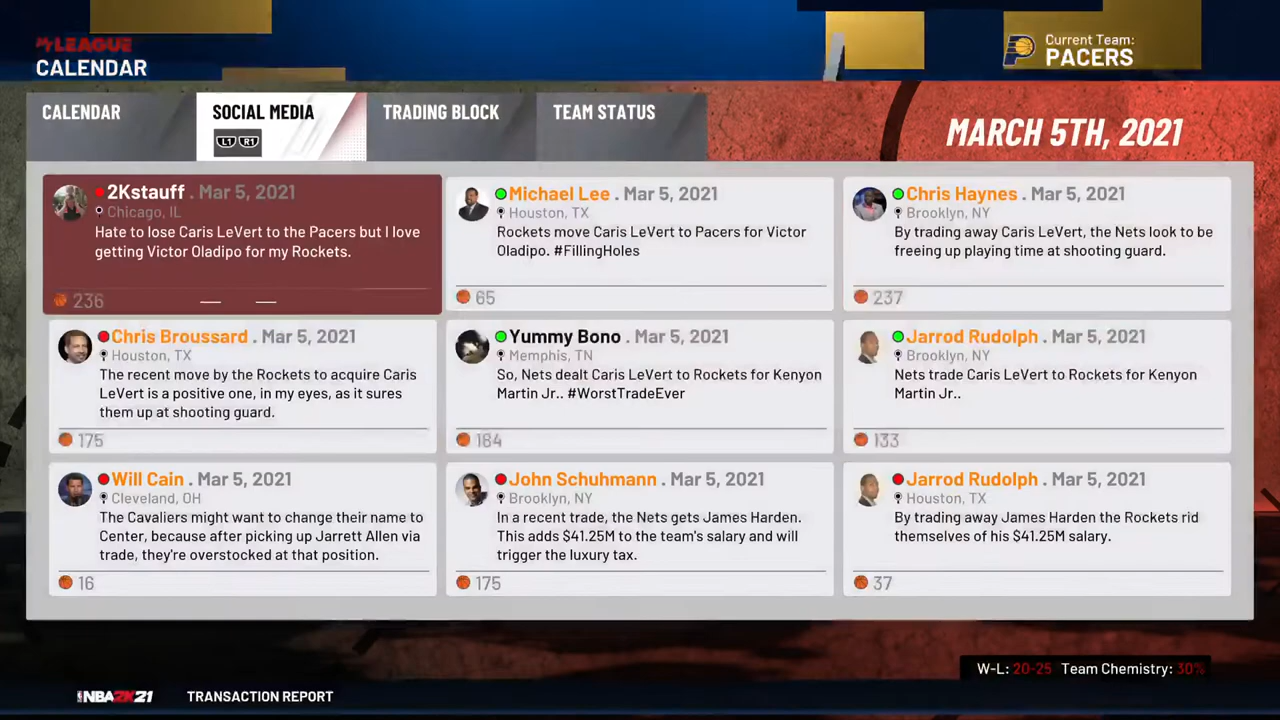 MyLEAGUE
CALENDAR
Current Team:
PACERS
CALENDAR
SOCIAL MEDIA
L1 R1
TRADING BLOCK
TEAM STATUS
MARCH 5TH, 2021
2Kstauff . Mar 5, 2021
Chicago, IL
Hate to lose Caris LeVert to the Pacers but I love
getting Victor Oladipo for my Rockets.
236
Michael Lee . Mar 5, 2021
Houston, TX
Rockets move Caris LeVert to Pacers for Victor
Oladipo. #FillingHoles
65
Chris Haynes . Mar 5, 2021
Brooklyn, NY
By trading away Caris LeVert, the Nets look to be
freeing up playing time at shooting guard.
237
Chris Broussard . Mar 5, 2021
Houston, TX
The recent move by the Rockets to acquire Caris
LeVert is a positive one, in my eyes, as it sures
them up at shooting guard.
175
Yummy Bono . Mar 5, 2021
Memphis, TN
So, Nets dealt Caris LeVert to Rockets for Kenyon
Martin Jr.. #WorstTradeEver
184
Jarrod Rudolph . Mar 5, 2021
Brooklyn, NY
Nets trade Caris LeVert to Rockets for Kenyon
Martin Jr..
133
Will Cain . Mar 5, 2021
Cleveland, OH
The Cavaliers might want to change their name to
Center, because after picking up Jarrett Allen via
trade, they're overstocked at that position.
16
John Schuhmann . Mar 5, 2021
Brooklyn, NY
In a recent trade, the Nets gets James Harden.
This adds $41.25M to the team's salary and will
trigger the luxury tax.
175
Jarrod Rudolph . Mar 5, 2021
Houston, TX
By trading away James Harden the Rockets rid
themselves of his $41.25M salary.
37
W-L: 20-25 Team Chemistry: 30%
NBA2K21 TRANSACTION REPORT